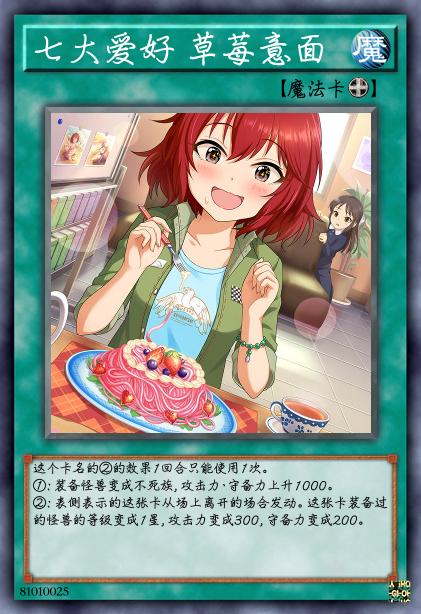 七大爱好 草莓意面
魔
【魔法卡】
这个卡名的②的效果1回合只能使用1次。
①：装备怪兽变成不死族，攻击力·守备力上升1000。
②：表侧表示的这张卡从场上离开的场合发动。这张卡装备过
的怪兽的等级变成1星，攻击力变成300，守备力变成200。
81010025